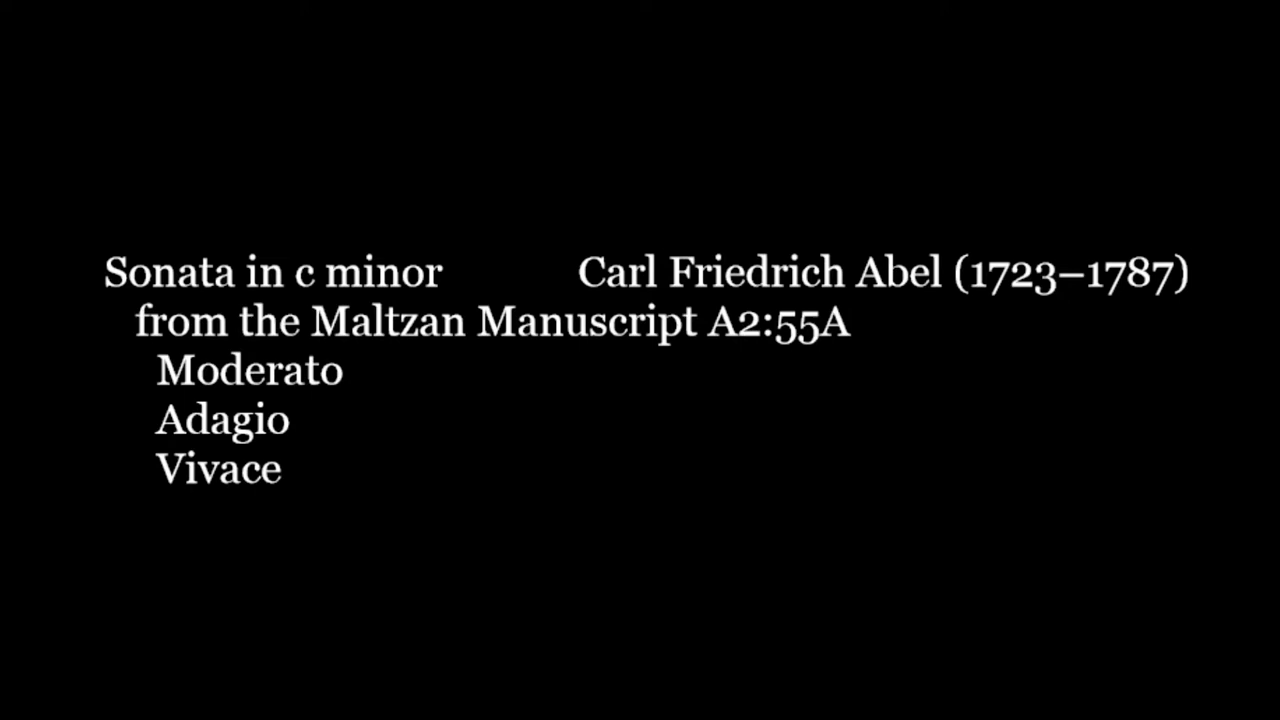 Sonata in c minor Carl Friedrich Abel (1723–1787)
from the Maltzan Manuscript A2:55A
Moderato
Adagio
Vivace